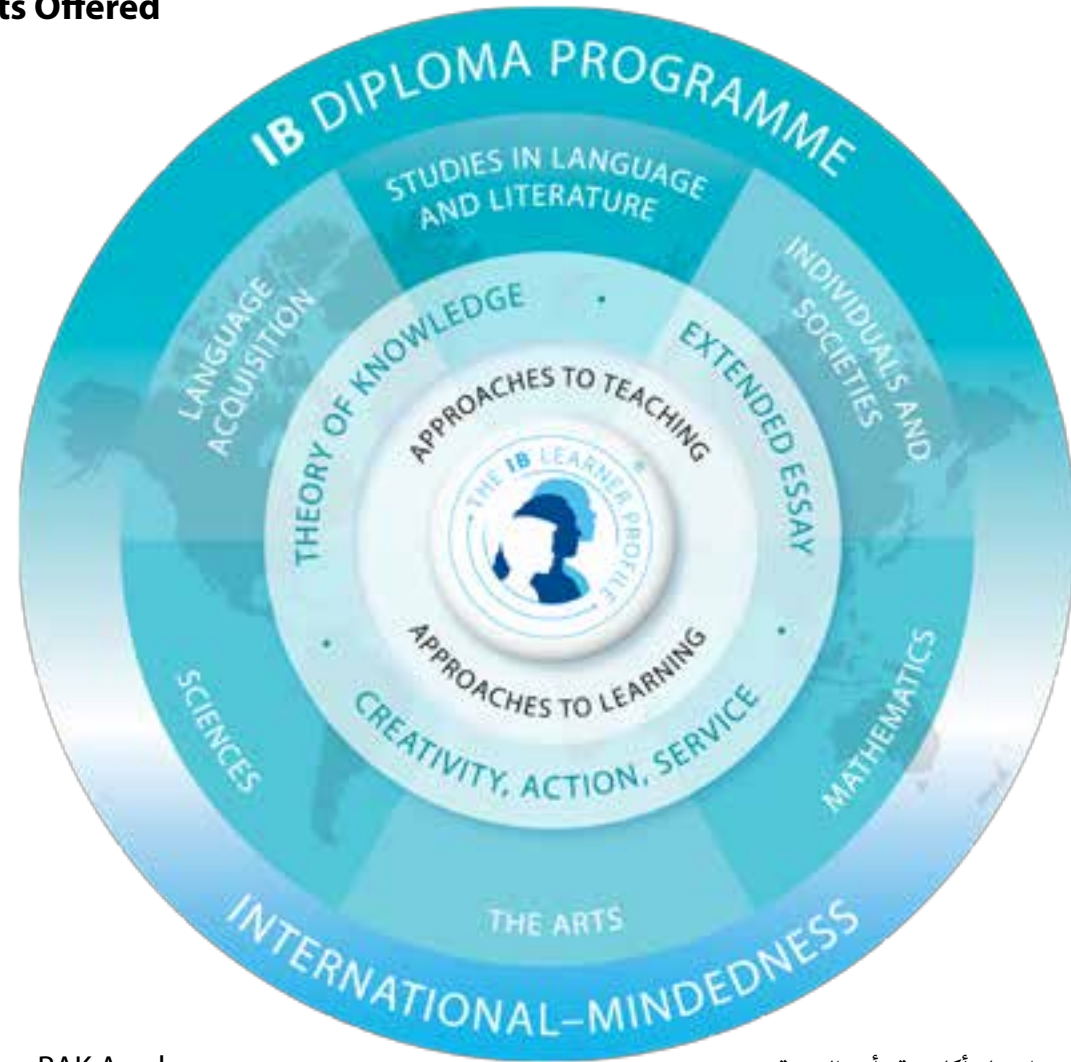 ts Offered
IB DIPLOMA PROGRAMME
STUDIES IN LANGUAGE
AND LITERATURE
LANGUAGE
ACQUISITION
INDIVIDUALS AND
SOCIETIES
THEORY OF KNOWLEDGE
EXTENDED ESSAY
APPROACHES TO TEACHING
THE IB LEARNER PROFILE
®
APPROACHES TO LEARNING
CREATIVITY, ACTION, SERVICE
SCIENCES
MATHEMATICS
THE ARTS
INTERNATIONAL–MINDEDNESS